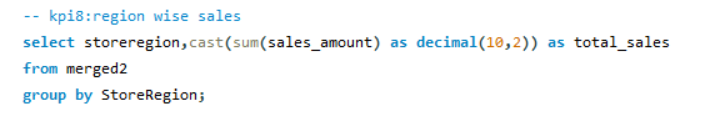 -- kpi8:region wise sales
select storeregion,cast(sum(sales_amount) as decimal(10,2)) as total_sales
from merged2
group by StoreRegion;